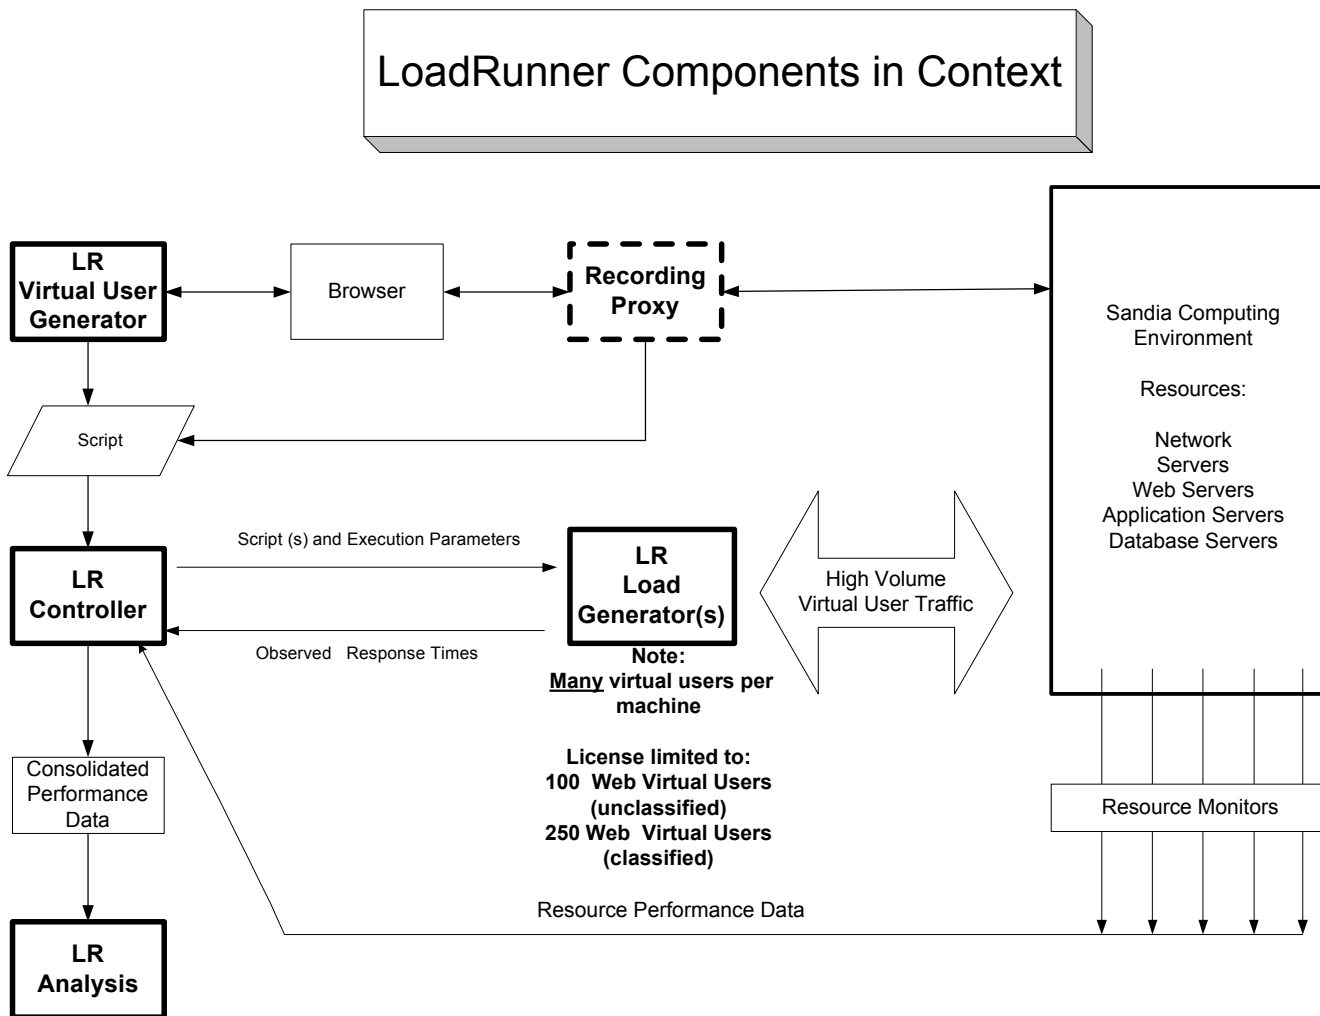 LoadRunner Components in Context
LR
Virtual User
Generator
Browser
Recording
Proxy
Sandia Computing
Environment
Resources:
Network
Servers
Web Servers
Application Servers
Database Servers
Script
Script (s) and Execution Parameters
LR
Controller
LR
Load
Generator(s)
High Volume
Virtual User Traffic
Observed Response Times
Note:
Many virtual users per
machine
License limited to:
100 Web Virtual Users
(unclassified)
250 Web Virtual Users
(classified)
Consolidated
Performance
Data
Resource Monitors
Resource Performance Data
LR
Analysis